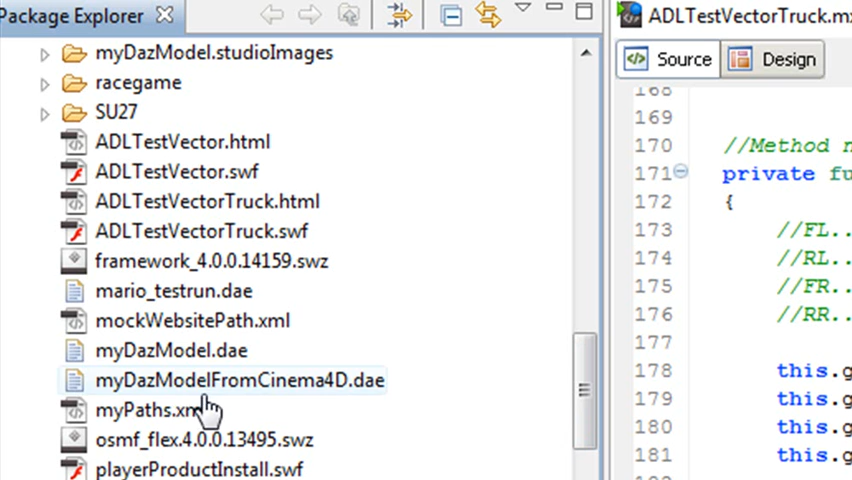 Package Explorer
myDazModel.studioImages
racegame
SU27
ADLTestVector.html
ADLTestVector.swf
ADLTestVectorTruck.html
ADLTestVectorTruck.swf
framework_4.0.0.14159.swz
mario_testrun.dae
mockWebsitePath.xml
myDazModel.dae
myDazModelFromCinema4D.dae
myPaths.xm
osmf_flex.4.0.0.13495.swz
playerProductInstall.swf
ADLTestVectorTruck.mx
Source
Design
168
169
170 //Method n
171 private fu
172 {
173 //FL..
174 //RL..
175 //FR..
176 //RR..
177
178 this.g
179 this.g
180 this.g
181 this.g